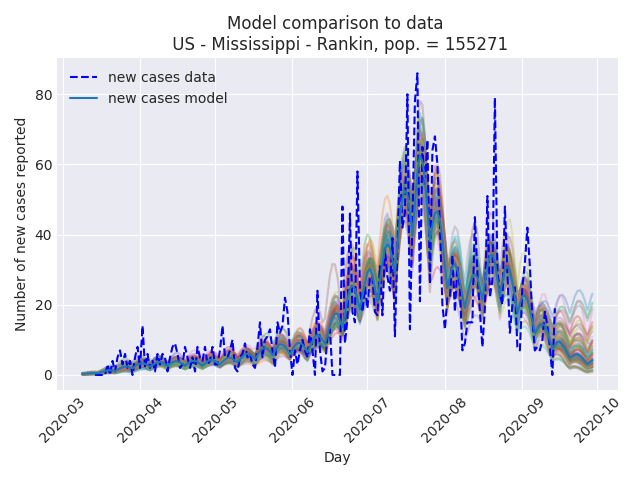 Model comparison to data
US - Mississippi - Rankin, pop. = 155271
new cases data
new cases model
Number of new cases reported
80
60
40
20
0
2020-03
2020-04
2020-05
2020-06
2020-07
2020-08
2020-09
2020-10
Day